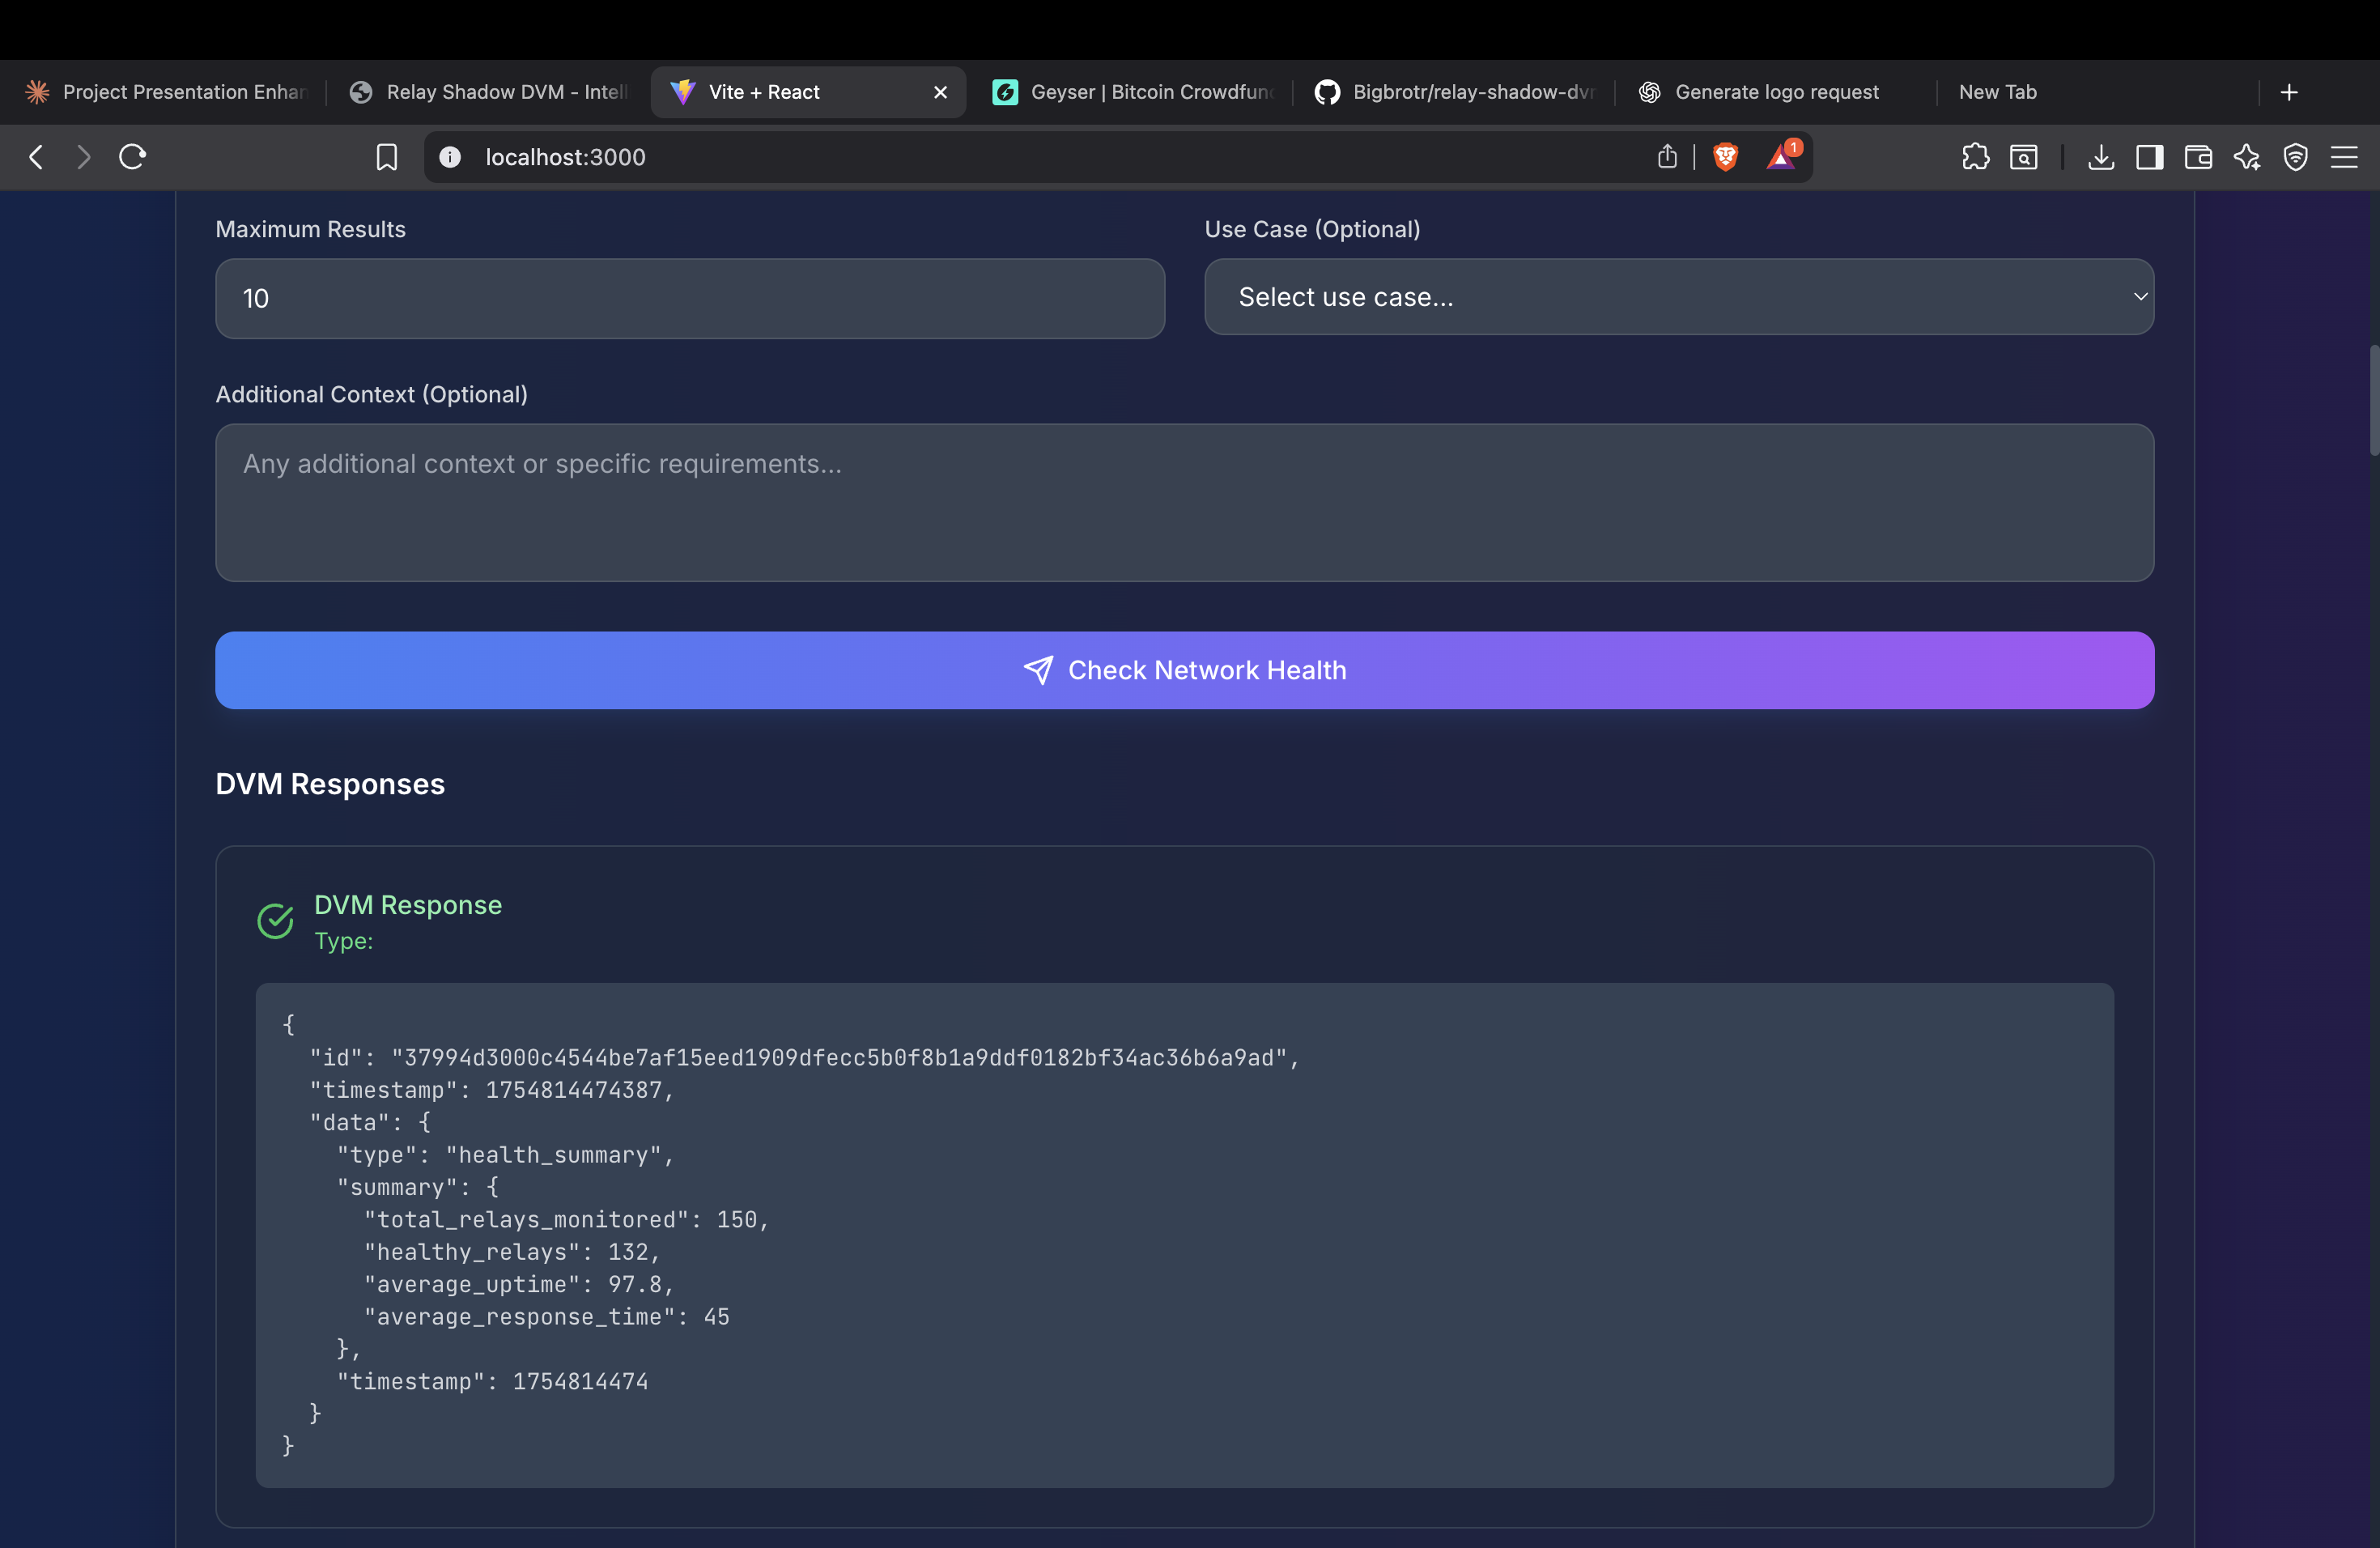 Project Presentation Enhan
Relay Shadow DVM - Intell
Vite + React
Geyser | Bitcoin Crowdfund
Bigbrotr/relay-shadow-dvm
Generate logo request
New Tab
localhost:3000
1
Maximum Results
Use Case (Optional)
10
Select use case...
Additional Context (Optional)
Any additional context or specific requirements...
Check Network Health
DVM Responses
DVM Response
Type:
{
"id": "37994d3000c4544be7af15eed1909dfecc5b0f8b1a9ddf0182bf34ac36b6a9ad",
"timestamp": 1754814474387,
"data": {
"type": "health_summary",
"summary": {
"total_relays_monitored": 150,
"healthy_relays": 132,
"average_uptime": 97.8,
"average_response_time": 45
},
"timestamp": 1754814474
}
}